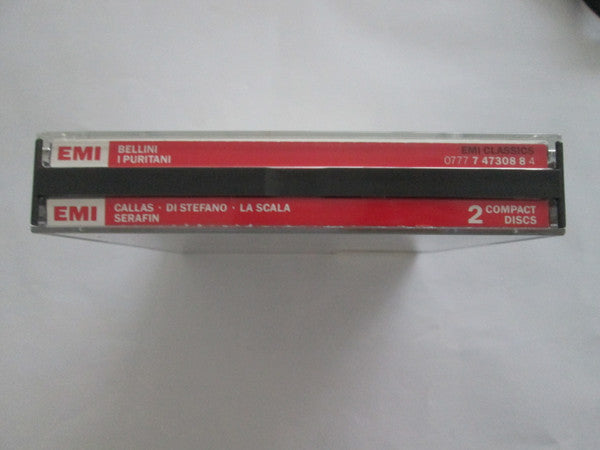 EMI
BELLINI
I PURITANI
EMI CLASSICS
0777 7 47308 8 4
EMI
CALLAS · DI STEFANO · LA SCALA
SERAFIN
2 COMPACT
DISCS